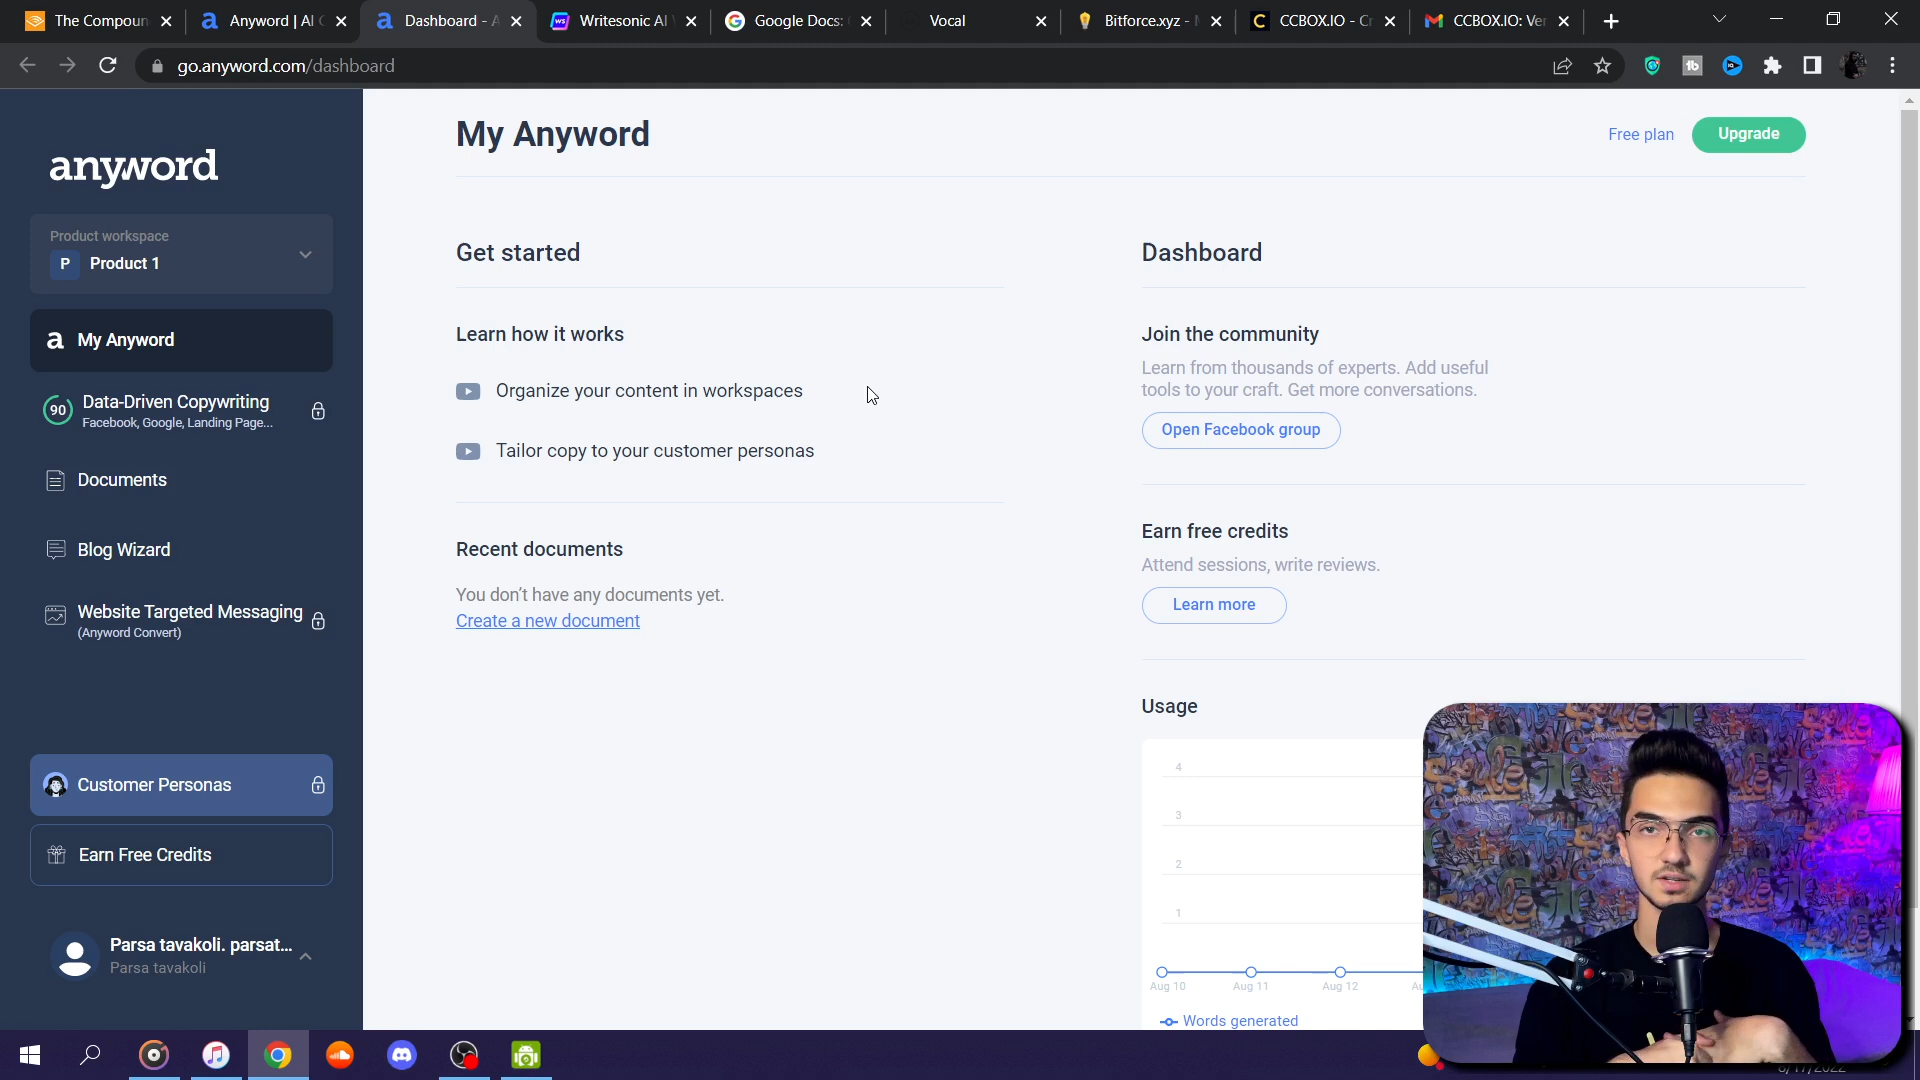 The Compoun
Anyword | AI
Dashboard - A
Writesonic AI
Google Docs:
Vocal
Bitforce.xyz -
CCBOX.IO - Cr
CCBOX.IO: Ver
go.anyword.com/dashboard
anyword
Product workspace
P Product 1
a My Anyword
90 Data-Driven Copywriting
Facebook, Google, Landing Page...
Documents
Blog Wizard
Website Targeted Messaging
(Anyword Convert)
Customer Personas
Earn Free Credits
Parsa tavakoli. parsat...
Parsa tavakoli
My Anyword
Free plan
Upgrade
Get started
Learn how it works
Organize your content in workspaces
Tailor copy to your customer personas
Recent documents
You don't have any documents yet.
Create a new document
Dashboard
Join the community
Learn from thousands of experts. Add useful
tools to your craft. Get more conversations.
Open Facebook group
Earn free credits
Attend sessions, write reviews.
Learn more
Usage
4
3
2
1
Aug 10
Aug 11
Aug 12
Words generated